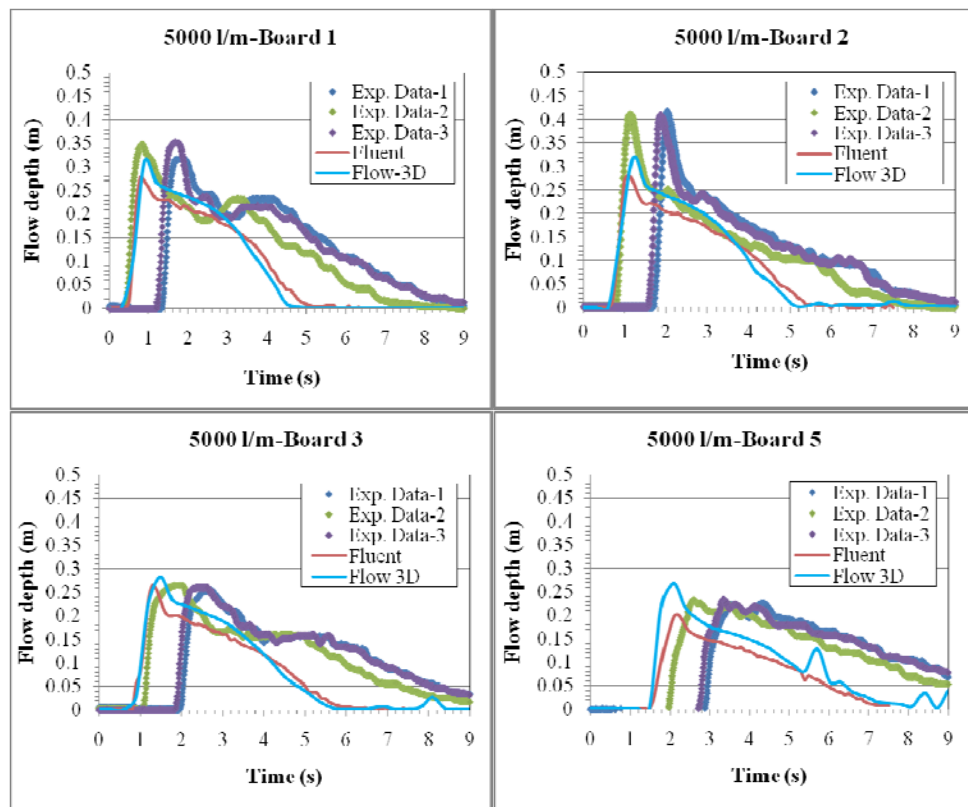 5000 l/m-Board 1
Flow depth (m)
0.5
0.45
0.4
0.35
0.3
0.25
0.2
0.15
0.1
0.05
0
Exp. Data-1
Exp. Data-2
Exp. Data-3
Fluent
Flow-3D
0 1 2 3 4 5 6 7 8 9
Time (s)
5000 l/m-Board 2
Flow depth (m)
0.5
0.45
0.4
0.35
0.3
0.25
0.2
0.15
0.1
0.05
0
Exp. Data-1
Exp. Data-2
Exp. Data-3
Fluent
Flow 3D
0 1 2 3 4 5 6 7 8 9
Time (s)
5000 l/m-Board 3
Flow depth (m)
0.5
0.45
0.4
0.35
0.3
0.25
0.2
0.15
0.1
0.05
0
Exp. Data-1
Exp. Data-2
Exp. Data-3
Fluent
Flow 3D
0 1 2 3 4 5 6 7 8 9
Time (s)
5000 l/m-Board 5
Flow depth (m)
0.5
0.45
0.4
0.35
0.3
0.25
0.2
0.15
0.1
0.05
0
Exp. Data-1
Exp. Data-2
Exp. Data-3
Fluent
Flow 3D
0 1 2 3 4 5 6 7 8 9
Time (s)